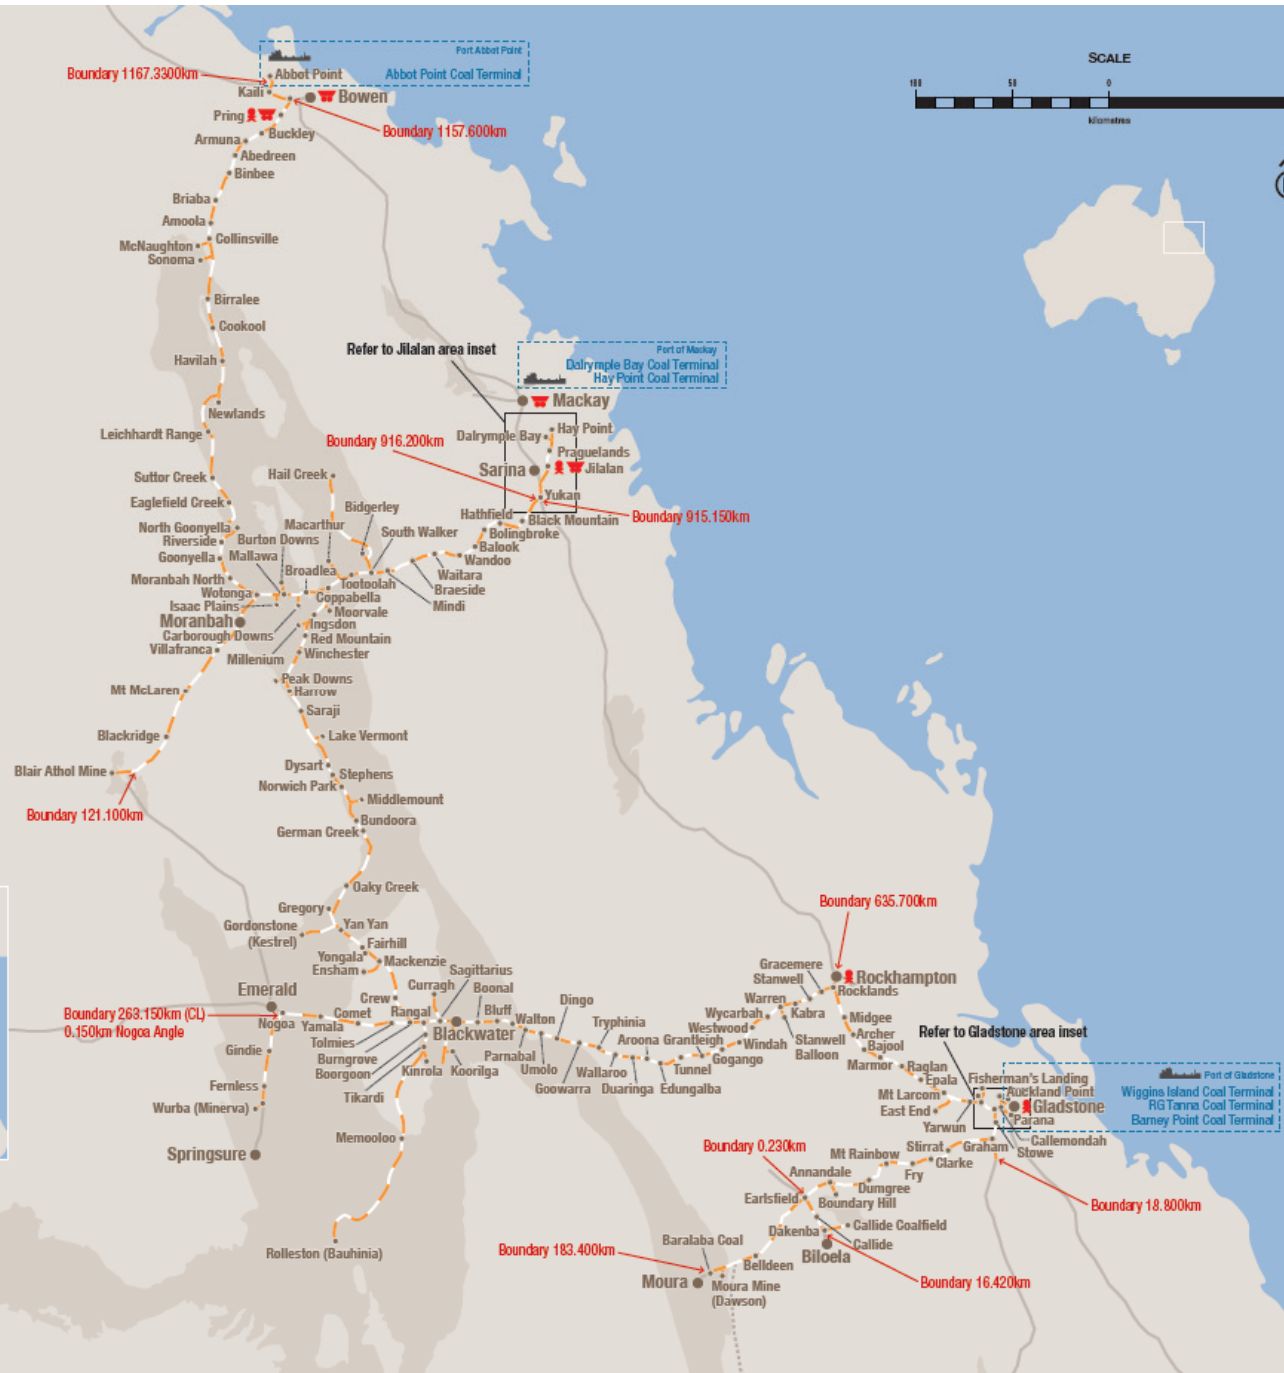 Port Abbot Point
Abbot Point Coal Terminal
SCALE
50
0
kilometres
Boundary 1167.3300km
Abbot Point
Kaili
Bowen
Pring
Boundary 1157.600km
Buckley
Armuna
Abedreen
Binbee
Briaba
Amoola
Collinsville
McNaughton
Sonoma
Birralee
Cookool
Refer to Jilalan area inset
Port of Mackay
Dalrymple Bay Coal Terminal
Hay Point Coal Terminal
Havilah
Newlands
Mackay
Leichhardt Range
Hay Point
Dalrymple Bay
Boundary 916.200km
Praguelands
Sarina
Jilalan
Suttor Creek
Hail Creek
Yukan
Eaglefield Creek
Bidgerley
Hathfield
Black Mountain
Boundary 915.150km
North Goonyella
Macarthur
South Walker
Bolingbroke
Riverside
Burton Downs
Balook
Goonyella
Mallawa
Wandoo
Broadlea
Waitara
Moranbah North
Tootoolah
Braeside
Wotonga
Coppabella
Mindi
Isaac Plains
Moorvale
Moranbah
Ingsdon
Carborough Downs
Red Mountain
Villafranca
Winchester
Millenium
Peak Downs
Mt McLaren
Harrow
Saraji
Blackridge
Lake Vermont
Blair Athol Mine
Dysart
Stephens
Norwich Park
Middlemount
Boundary 121.100km
Bundoora
German Creek
Oaky Creek
Gregory
Boundary 635.700km
Gordonstone
(Kestrel)
Yan Yan
Fairhill
Yongala
Mackenzie
Ensham
Sagittarius
Gracemere
Rockhampton
Stanwell
Emerald
Curragh
Boonal
Rocklands
Crew
Dingo
Warren
Boundary 263.150km (CL)
0.150km Nogoa Angle
Comet
Rangal
Bluff
Walton
Wycarbah
Kabra
Midgee
Nogoa
Yamala
Tryphinia
Westwood
Refer to Gladstone area inset
Blackwater
Aroona
Grantleigh
Windah
Stanwell
Balloon
Archer
Bajool
Tolmies
Gindie
Burngrove
Parnabal
Gogango
Marmor
Raglan
Boorgoon
Kinrola
Koorilga
Umolo
Wallaroo
Tunnel
Epala
Fisherman's Landing
Port of Gladstone
Fernless
Goowarra
Duaringa
Edungalba
Mt Larcom
Auckland Point
Wiggins Island Coal Terminal
Tikardi
Wurba (Minerva)
East End
Gladstone
RG Tanna Coal Terminal
Parana
Barney Point Coal Terminal
Yarwun
Memooloo
Callemondah
Boundary 0.230km
Stirrat
Graham
Stowe
Springsure
Mt Rainbow
Clarke
Annandale
Fry
Dumgree
Earlsfield
Boundary Hill
Boundary 18.800km
Callide Coalfield
Dakenba
Baralaba Coal
Callide
Rolleston (Bauhinia)
Boundary 183.400km
Biloela
Belldeen
Moura
Moura Mine
(Dawson)
Boundary 16.420km